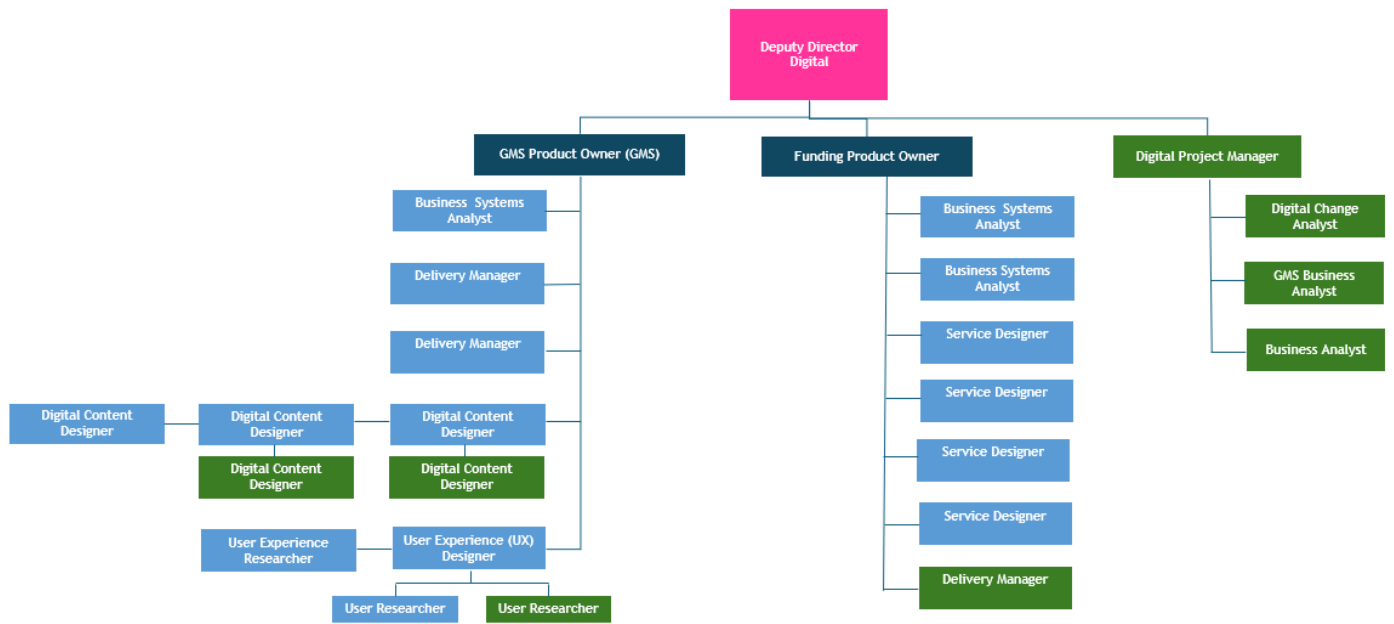 Deputy Director
Digital
GMS Product Owner (GMS)
Funding Product Owner
Digital Project Manager
Business  Systems
Analyst
Delivery Manager
Delivery Manager
Digital Content
Designer
Digital Content
Designer
Digital Content
Designer
Digital Content
Designer
Digital Content
Designer
User Experience
Researcher
User Experience (UX)
Designer
User Researcher
User Researcher
Business  Systems
Analyst
Business Systems
Analyst
Service Designer
Service Designer
Service Designer
Service Designer
Delivery Manager
Digital Change
Analyst
GMS Business
Analyst
Business Analyst